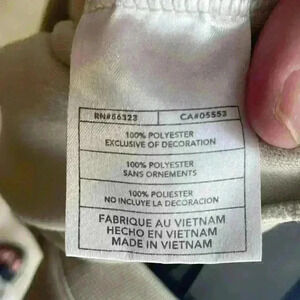 RN#56323 CA#05553
100% POLYESTER
EXCLUSIVE OF DECORATION
100% POLYESTER
SANS ORNEMENTS
100% POLIESTER
NO INCLUYE LA DECORACION
FABRIQUE AU VIETNAM
HECHO EN VIETNAM
MADE IN VIETNAM